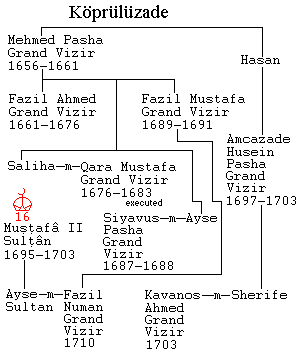 Köprülüzade
Mehmed Pasha
Grand Vizir
1656-1661
Hasan
Fazil Ahmed
Grand Vizir
1661-1676
Fazil Mustafa
Grand Vizir
1689-1691
Amcazade
Husein
Pasha
Grand
Vizir
1697-1703
Saliha-m-Qara Mustafa
Grand Vizir
1676-1683
executed
16
Mustafâ II
Sultân
1695-1703
Siyavus-m-Ayse
Pasha
Grand
Vizir
1687-1688
Ayse-m-Fazil
Sultan Numan
Grand
Vizir
1710
Kavanos-m-Sherife
Ahmed
Grand
Vizir
1703